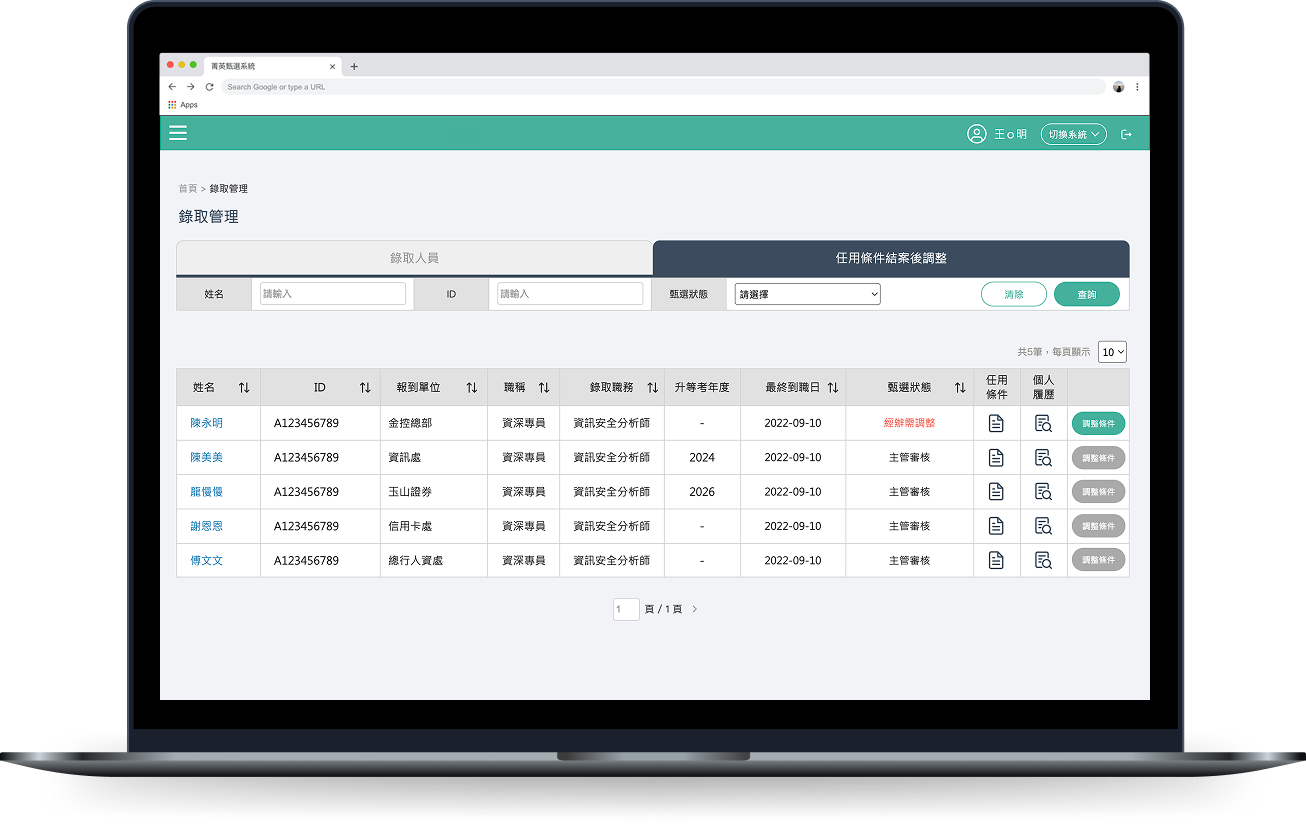 菁英甄選系統
Search Google or type a URL
Apps
王o明 切換系統
首頁 > 錄取管理
錄取管理
錄取人員 任用條件結案後調整
姓名 請輸入 ID 請輸入 甄選狀態 請選擇 清除 查詢
共5筆，每頁顯示 10
姓名 ID 報到單位 職稱 錄取職務 升等考年度 最終到職日 甄選狀態 任用條件 個人履歷
陳永明 A123456789 金控總部 資深專員 資訊安全分析師 - 2022-09-10 經辦需調整 調整條件
陳美美 A123456789 資訊處 資深專員 資訊安全分析師 2024 2022-09-10 主管審核 調整條件
龍慢慢 A123456789 玉山證券 資深專員 資訊安全分析師 2026 2022-09-10 主管審核 調整條件
謝恩恩 A123456789 信用卡處 資深專員 資訊安全分析師 - 2022-09-10 主管審核 調整條件
傅文文 A123456789 總行人資處 資深專員 資訊安全分析師 - 2022-09-10 主管審核 調整條件
1 頁 / 1 頁 >